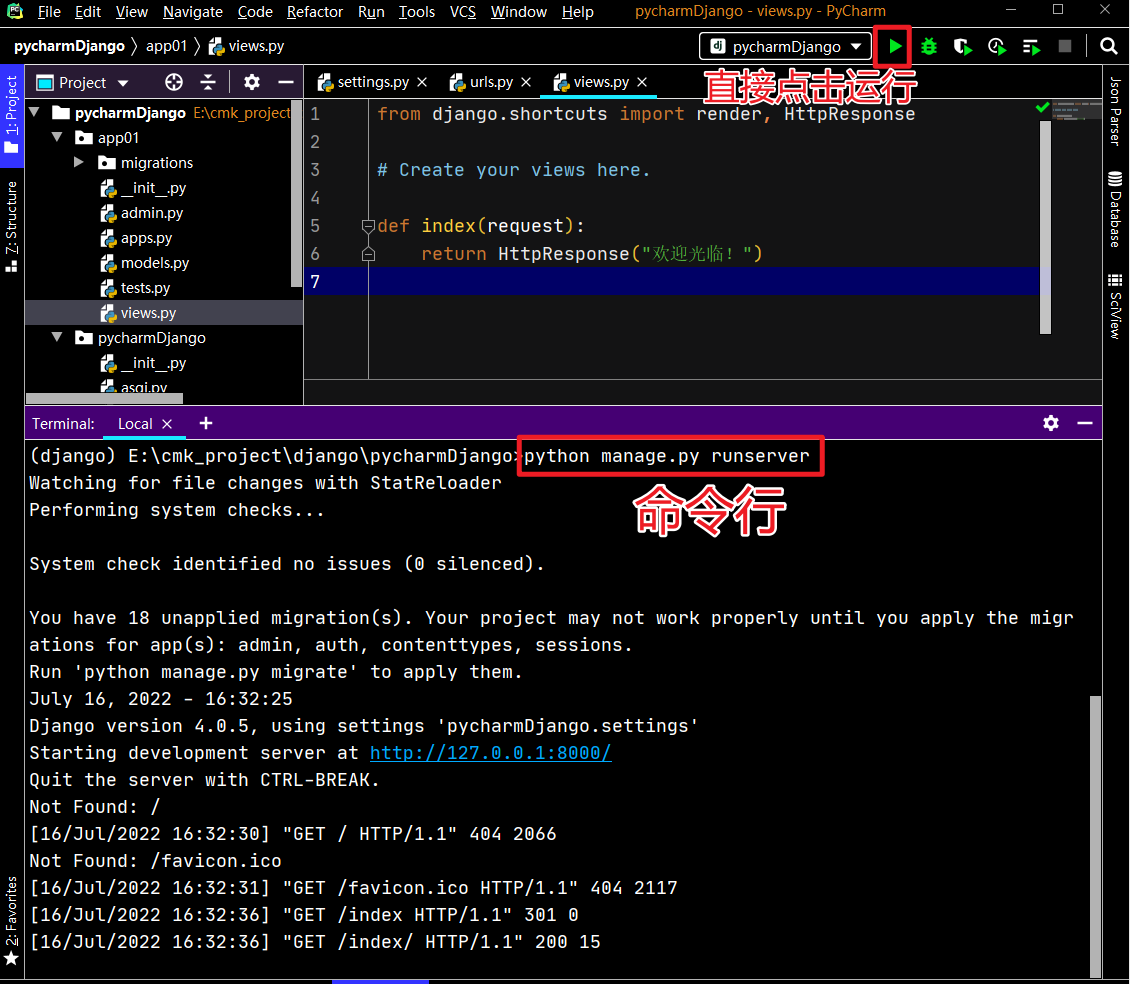 File Edit View Navigate Code Refactor Run Tools VCS Window Help pycharmDjango - views.py - PyCharm
pycharmDjango 〉 app01 〉 views.py
pycharmDjango
直接点击运行
Project
settings.py
urls.py
views.py
1: Project
Z: Structure
2: Favorites
pycharmDjango E:\cmk_project
app01
migrations
__init__.py
admin.py
apps.py
models.py
tests.py
views.py
pycharmDjango
__init__.py
asgi.py
1 from django.shortcuts import render, HttpResponse
2
3 # Create your views here.
4
5 def index(request):
6 return HttpResponse("欢迎光临！")
7
Json Parser
Database
SciView
Terminal: Local
(django) E:\cmk_project\django\pycharmDjango>python manage.py runserver
命令行
Watching for file changes with StatReloader
Performing system checks...
System check identified no issues (0 silenced).
You have 18 unapplied migration(s). Your project may not work properly until you apply the migr
ations for app(s): admin, auth, contenttypes, sessions.
Run 'python manage.py migrate' to apply them.
July 16, 2022 - 16:32:25
Django version 4.0.5, using settings 'pycharmDjango.settings'
Starting development server at http://127.0.0.1:8000/
Quit the server with CTRL-BREAK.
Not Found: /
[16/Jul/2022 16:32:30] "GET / HTTP/1.1" 404 2066
Not Found: /favicon.ico
[16/Jul/2022 16:32:31] "GET /favicon.ico HTTP/1.1" 404 2117
[16/Jul/2022 16:32:36] "GET /index HTTP/1.1" 301 0
[16/Jul/2022 16:32:36] "GET /index/ HTTP/1.1" 200 15